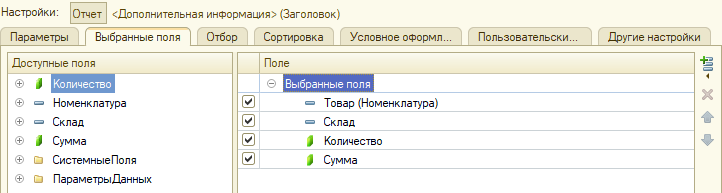 Настройки: Отчет <Дополнительная информация> (Заголовок)
Параметры Выбранные поля Отбор Сортировка Условное оформл... Пользовательски... Другие настройки
Доступные поля Поле
Количество Выбранные поля
Номенклатура Товар (Номенклатура)
Склад Склад
Сумма Количество
СистемныеПоля Сумма
ПараметрыДанных